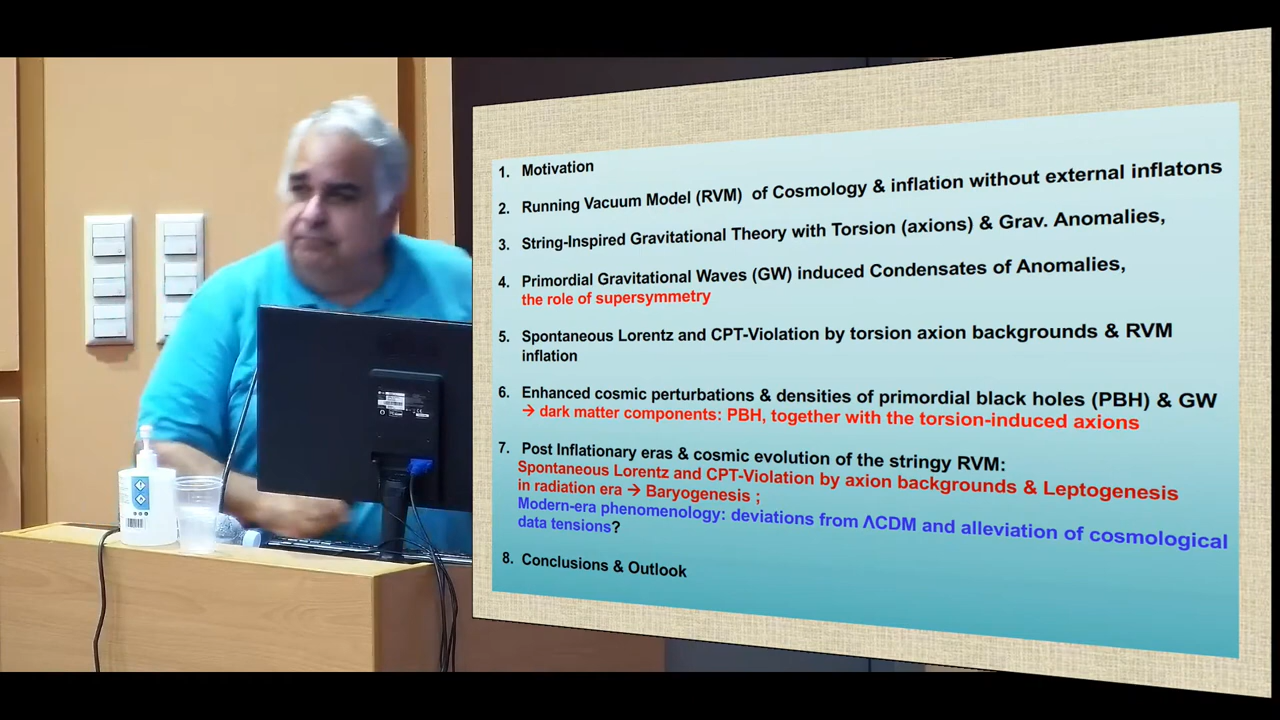 1. Motivation
2. Running Vacuum Model (RVM) of Cosmology & inflation without external inflatons
3. String-Inspired Gravitational Theory with Torsion (axions) & Grav. Anomalies,
4. Primordial Gravitational Waves (GW) induced Condensates of Anomalies,
the role of supersymmetry
5. Spontaneous Lorentz and CPT-Violation by torsion axion backgrounds & RVM
inflation
6. Enhanced cosmic perturbations & densities of primordial black holes (PBH) & GW
→ dark matter components: PBH, together with the torsion-induced axions
7. Post Inflationary eras & cosmic evolution of the stringy RVM:
Spontaneous Lorentz and CPT-Violation by axion backgrounds & Leptogenesis
in radiation era → Baryogenesis ;
Modern-era phenomenology: deviations from ΛCDM and alleviation of cosmological
data tensions?
8. Conclusions & Outlook